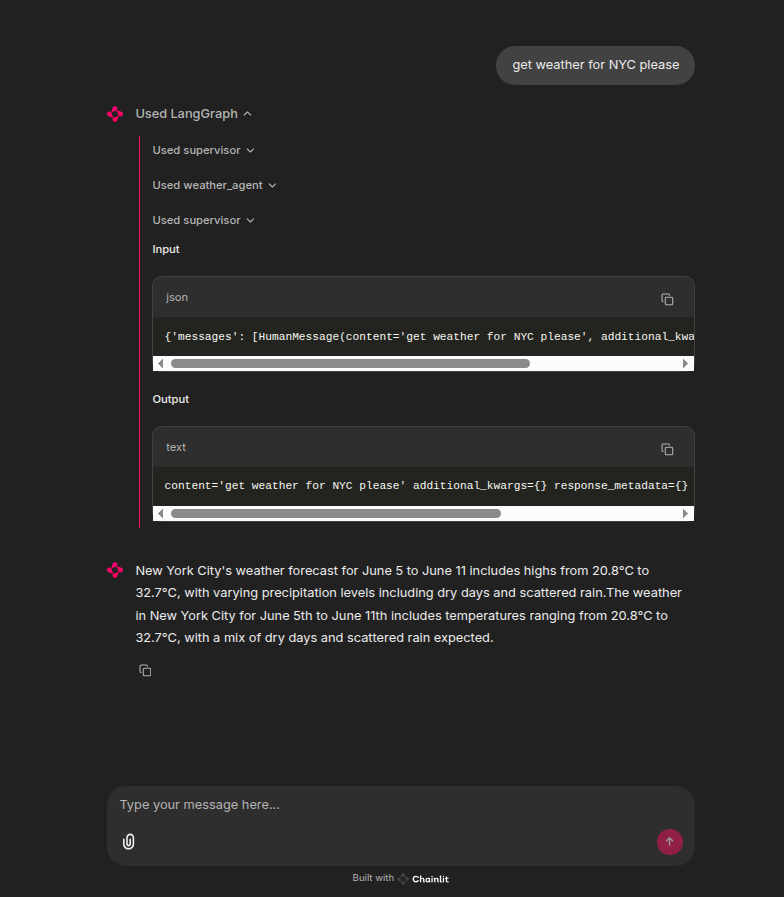 get weather for NYC please
Used LangGraph
Used supervisor
Used weather_agent
Used supervisor
Input
json
{'messages': [HumanMessage(content='get weather for NYC please', additional_kwa
Output
text
content='get weather for NYC please' additional_kwargs={} response_metadata={}
New York City's weather forecast for June 5 to June 11 includes highs from 20.8°C to
32.7°C, with varying precipitation levels including dry days and scattered rain.The weather
in New York City for June 5th to June 11th includes temperatures ranging from 20.8°C to
32.7°C, with a mix of dry days and scattered rain expected.
Type your message here...
Built with Chainlit